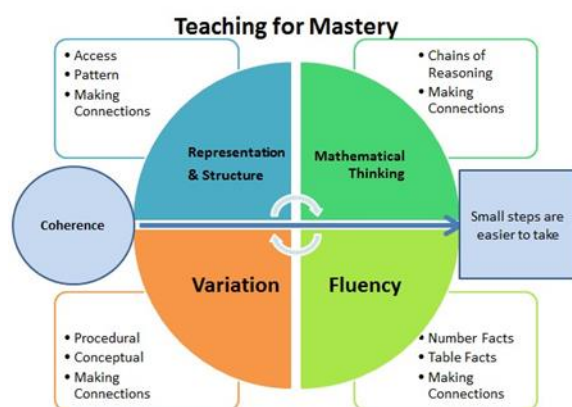 Teaching for Mastery
• Access
• Pattern
• Making
Connections
• Chains of
Reasoning
• Making
Connections
Representation
& Structure
Mathematical
Thinking
Coherence
Small steps are
easier to take
Variation
Fluency
• Procedural
• Conceptual
• Making
Connections
• Number Facts
• Table Facts
• Making
Connections